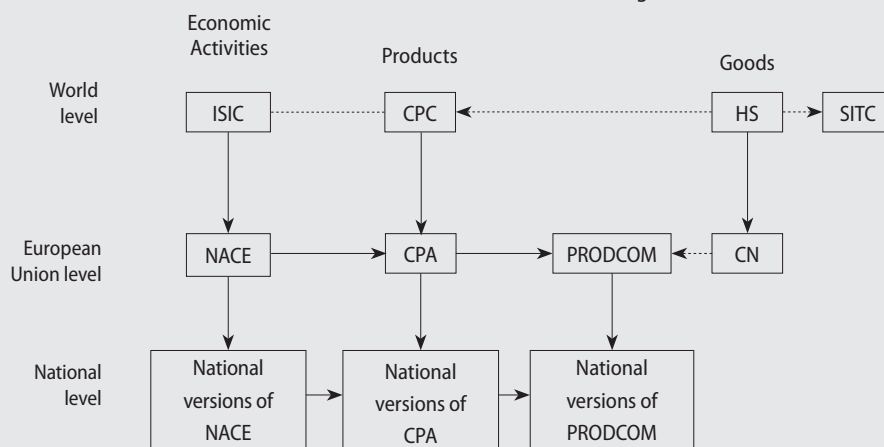 Economic
Activities
Products
Goods
World
level
ISIC
CPC
HS
SITC
European
Union level
NACE
CPA
PRODCOM
CN
National
level
National
versions of
NACE
National
versions of
CPA
National
versions of
PRODCOM